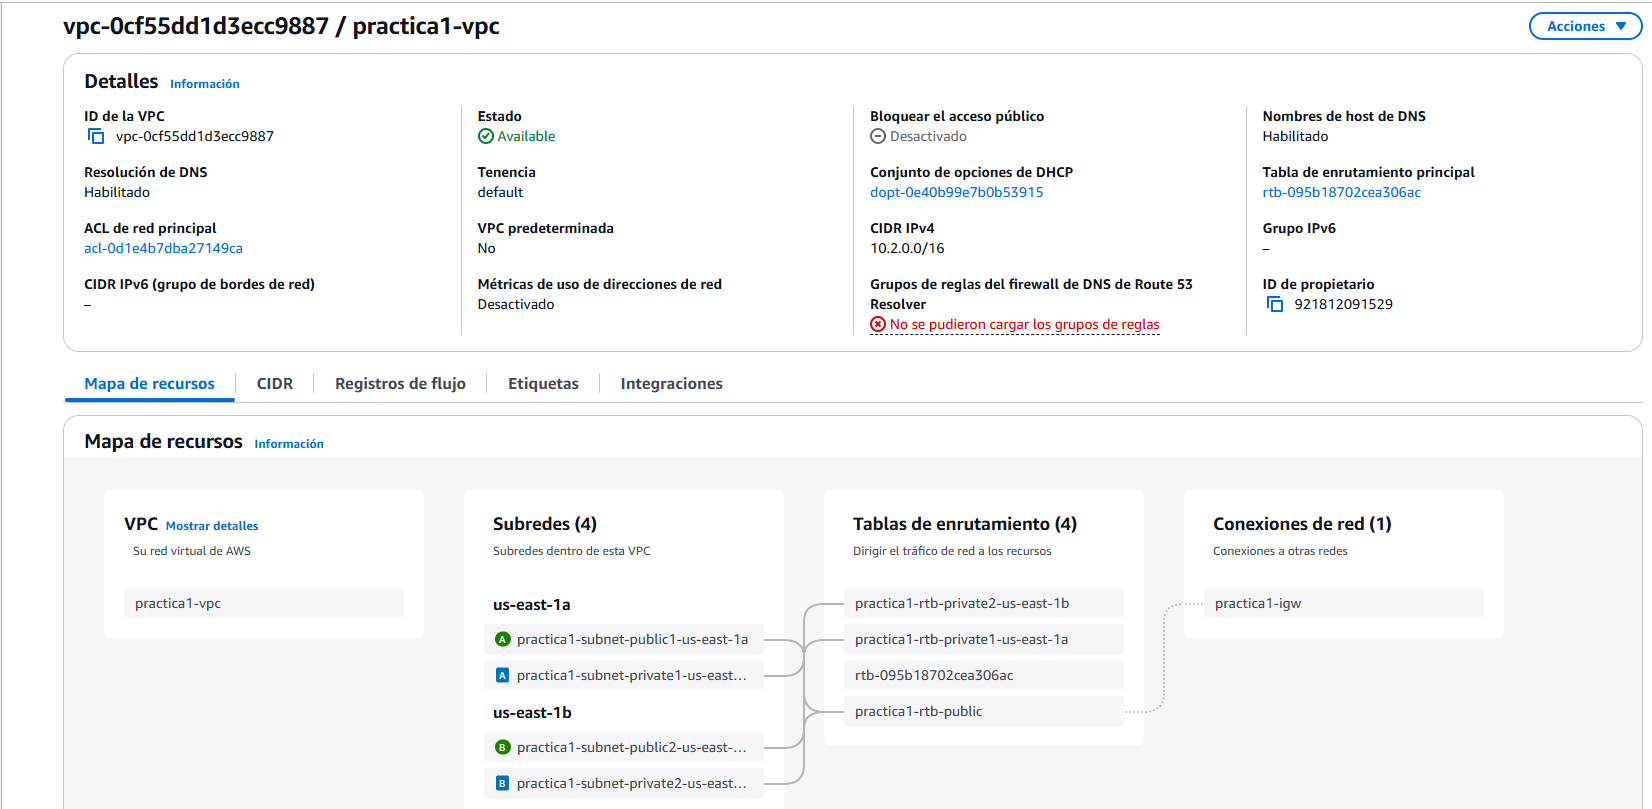 vpc-0cf55dd1d3ecc9887 / practica1-vpc
Acciones
Detalles
Información
ID de la VPC
vpc-0cf55dd1d3ecc9887
Estado
Available
Bloquear el acceso público
Desactivado
Nombres de host de DNS
Habilitado
Resolución de DNS
Habilitado
Tenencia
default
Conjunto de opciones de DHCP
dopt-0e40b99e7b0b53915
Tabla de enrutamiento principal
rtb-095b18702cea306ac
ACL de red principal
acl-0d1e4b7dba27149ca
VPC predeterminada
No
CIDR IPv4
10.2.0.0/16
Grupo IPv6
–
CIDR IPv6 (grupo de bordes de red)
–
Métricas de uso de direcciones de red
Desactivado
Grupos de reglas del firewall de DNS de Route 53
Resolver
No se pudieron cargar los grupos de reglas
ID de propietario
921812091529
Mapa de recursos
CIDR
Registros de flujo
Etiquetas
Integraciones
Mapa de recursos
Información
VPC
Mostrar detalles
Su red virtual de AWS
practica1-vpc
Subredes (4)
Subredes dentro de esta VPC
us-east-1a
A practica1-subnet-public1-us-east-1a
A practica1-subnet-private1-us-east...
us-east-1b
B practica1-subnet-public2-us-east-...
B practica1-subnet-private2-us-east...
Tablas de enrutamiento (4)
Dirigir el tráfico de red a los recursos
practica1-rtb-private2-us-east-1b
practica1-rtb-private1-us-east-1a
rtb-095b18702cea306ac
practica1-rtb-public
Conexiones de red (1)
Conexiones a otras redes
practica1-igw